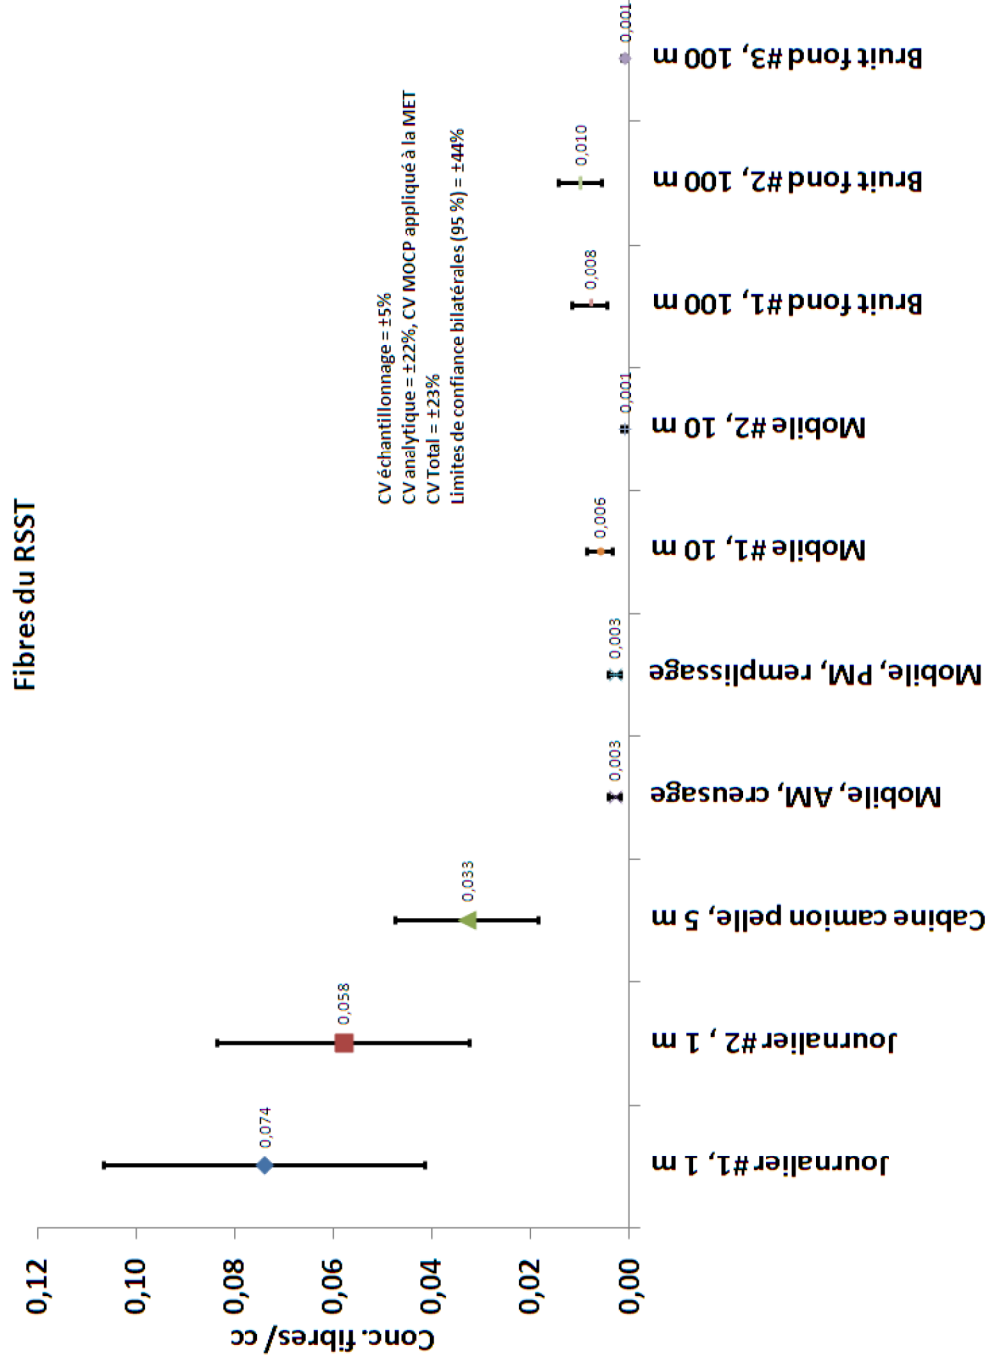 Fibres du RSST
CV échantillonnage = ±5%
CV analytique = ±22%, CV MOCP appliqué à la MET
CV Total = ±23%
Limites de confiance bilatérales (95 %) = ±44%
Conc. fibres/ cc
0,12
0,10
0,08
0,06
0,04
0,02
0,00
0,074
0,058
0,033
0,003
0,003
0,006
0,001
0,008
0,010
0,001
Journalier #1, 1 m
Journalier #2 , 1 m
Cabine camion pelle, 5 m
Mobile, AM, creusage
Mobile, PM, remplissage
Mobile #1, 10 m
Mobile #2, 10 m
Bruit fond #1, 100 m
Bruit fond #2, 100 m
Bruit fond #3, 100 m